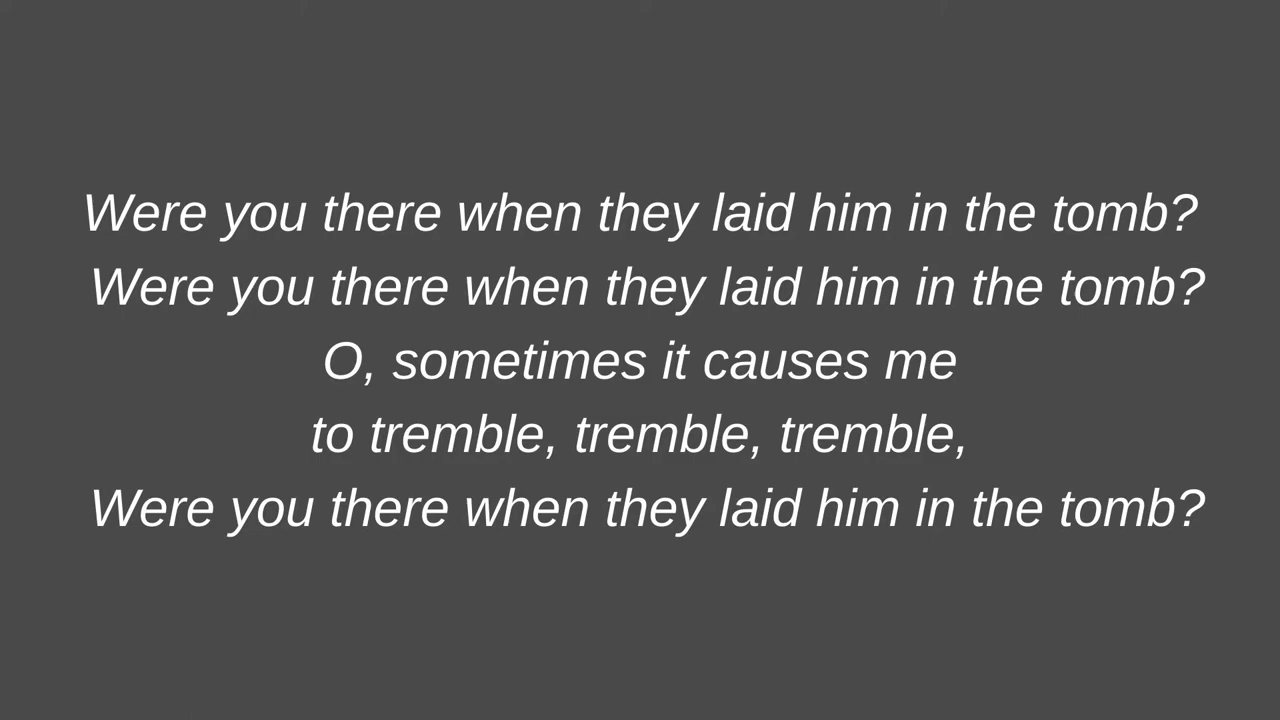 Were you there when they laid him in the tomb?
Were you there when they laid him in the tomb?
O, sometimes it causes me
to tremble, tremble, tremble,
Were you there when they laid him in the tomb?